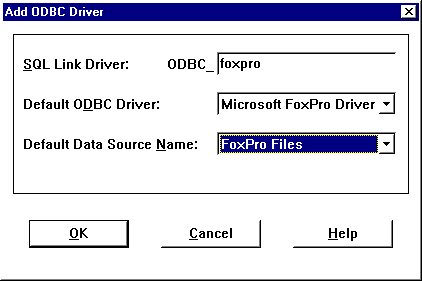 Add ODBC Driver
SQL Link Driver: ODBC_ foxpro
Default ODBC Driver: Microsoft FoxPro Driver
Default Data Source Name: FoxPro Files
OK Cancel Help